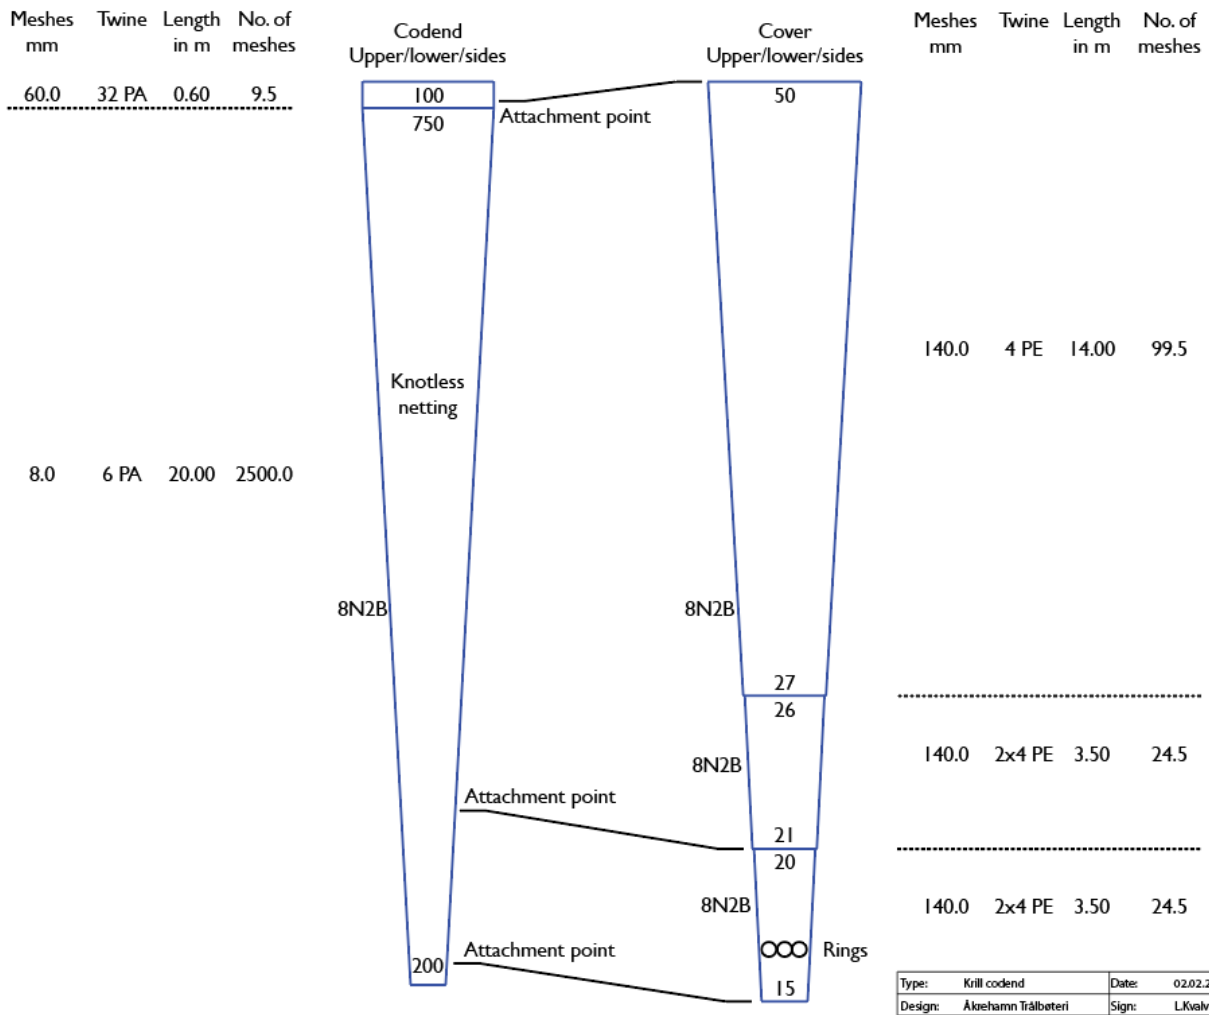 Meshes Twine Length No. of
mm in m meshes
60.0 32 PA 0.60 9.5
8.0 6 PA 20.00 2500.0
Codend
Upper/lower/sides
100
750
Attachment point
Knotless
netting
8N2B
Attachment point
Attachment point
200
Cover
Upper/lower/sides
50
8N2B
27
26
8N2B
21
20
8N2B
Rings
15
Meshes Twine Length No. of
mm in m meshes
140.0 4 PE 14.00 99.5
140.0 2x4 PE 3.50 24.5
140.0 2x4 PE 3.50 24.5
Type: Krill codend Date: 02.02.2
Design: Åkrehamn Trålbøteri Sign: L.Kvalv